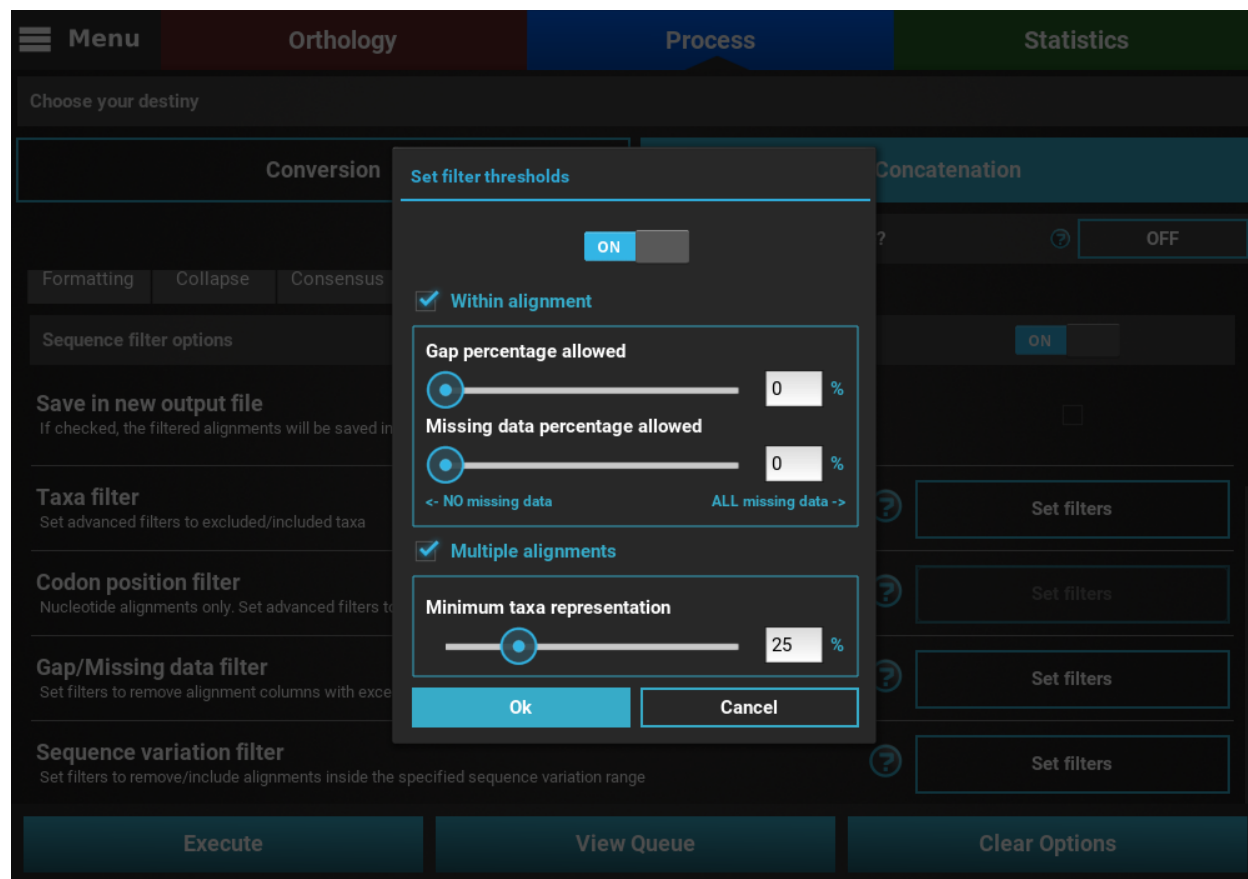 Menu
Orthology
Process
Statistics
Choose your destiny
Conversion
Concatenation
? ? OFF
Formatting
Collapse
Consensus
Sequence filter options
ON
Save in new output file
If checked, the filtered alignments will be saved in
Taxa filter
Set advanced filters to excluded/included taxa
? Set filters
Codon position filter
Nucleotide alignments only. Set advanced filters to
? Set filters
Gap/Missing data filter
Set filters to remove alignment columns with exce
? Set filters
Sequence variation filter
Set filters to remove/include alignments inside the specified sequence variation range
? Set filters
Execute
View Queue
Clear Options
Set filter thresholds
ON
Within alignment
Gap percentage allowed
0 %
Missing data percentage allowed
0 %
<- NO missing data
ALL missing data ->
Multiple alignments
Minimum taxa representation
25 %
Ok
Cancel